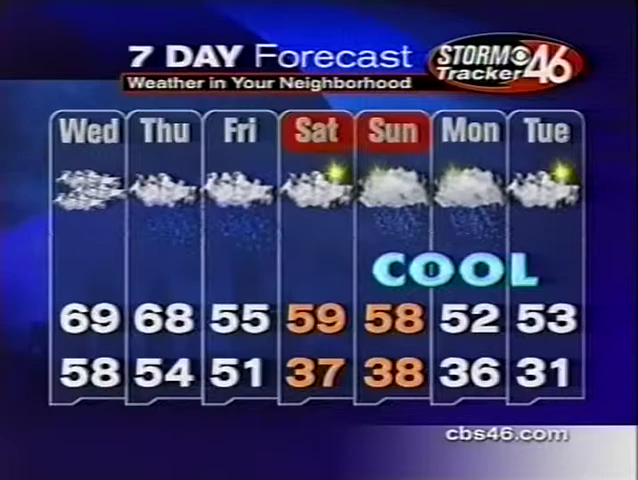 7 DAY Forecast
Weather in Your Neighborhood
STORM
Tracker 46
Wed Thu Fri Sat Sun Mon Tue
COOL
69 68 55 59 58 52 53
58 54 51 37 38 36 31
cbs46.com